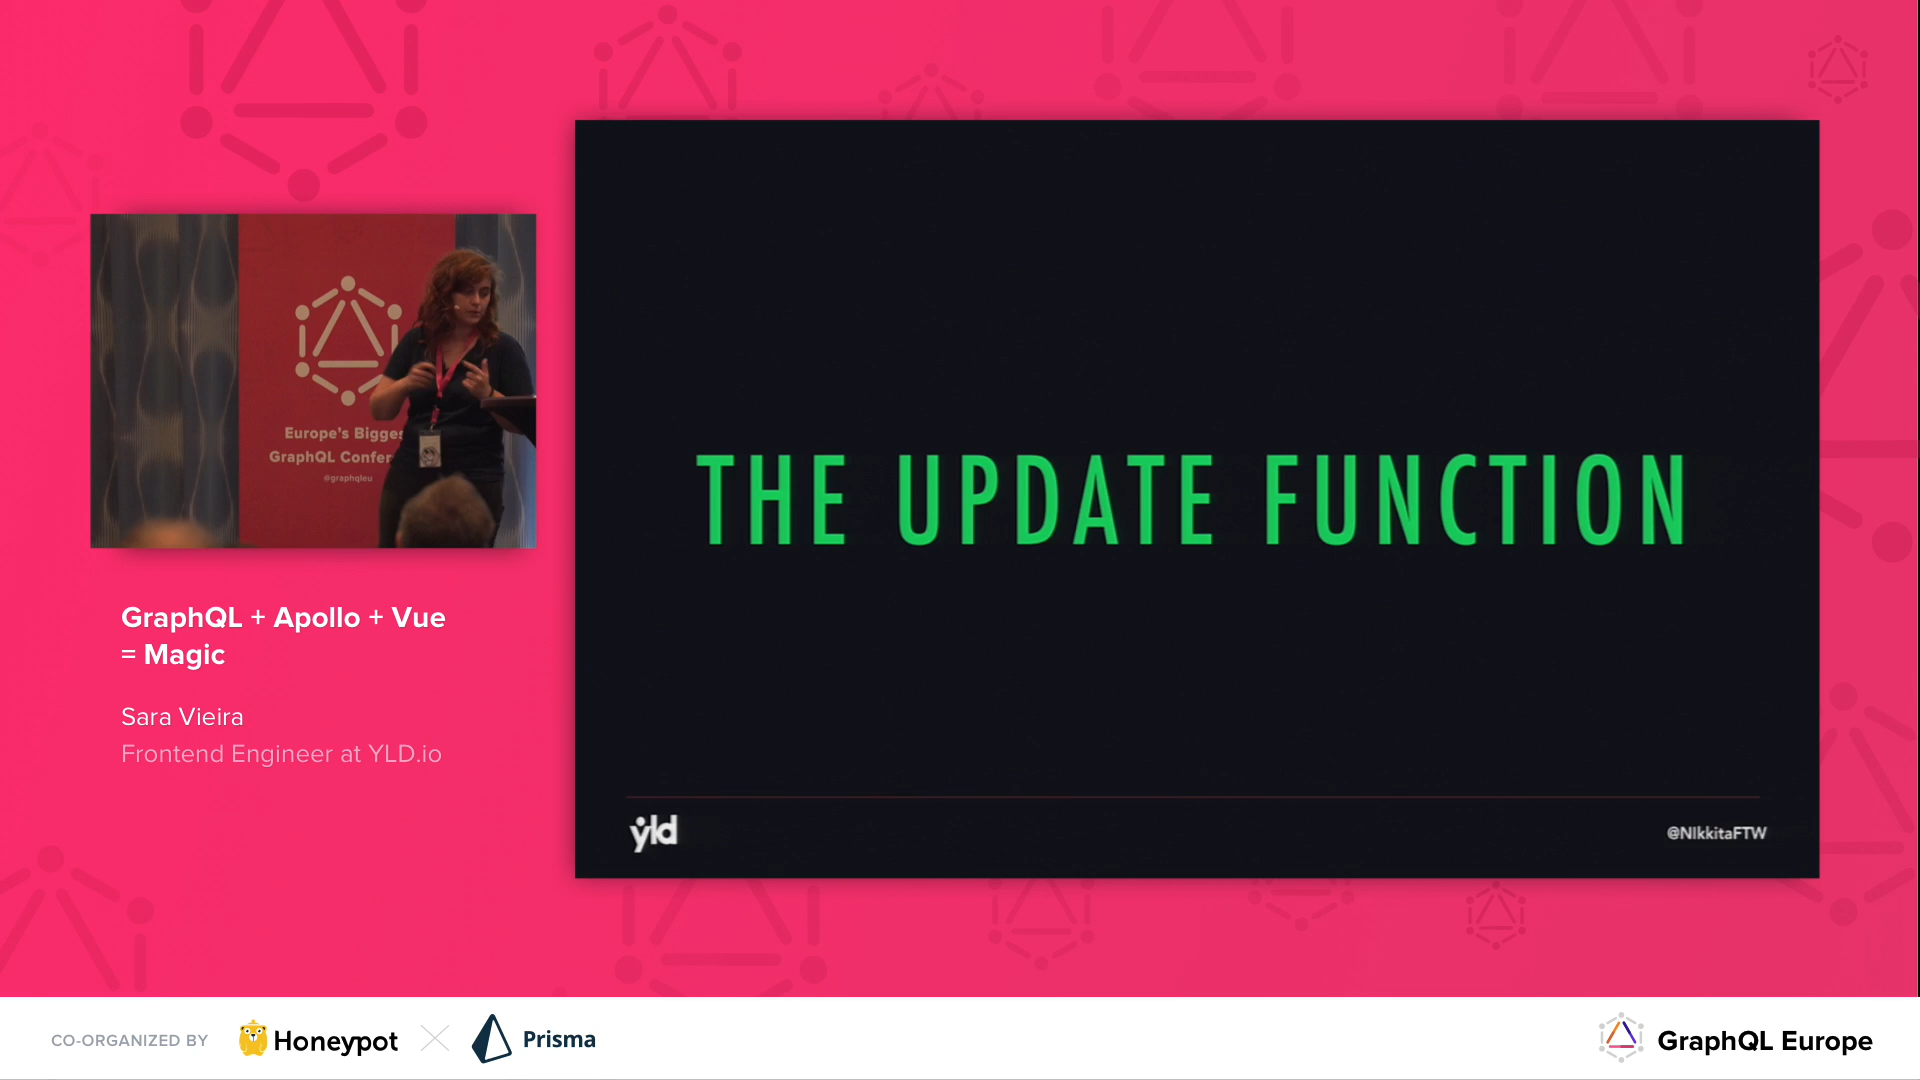 THE UPDATE FUNCTION
yld
@NIkkitaFTW
Europe's Bigges
GraphQL Confer
@graphqleu
GraphQL + Apollo + Vue
= Magic
Sara Vieira
Frontend Engineer at YLD.io
CO-ORGANIZED BY
Honeypot
Prisma
GraphQL Europe